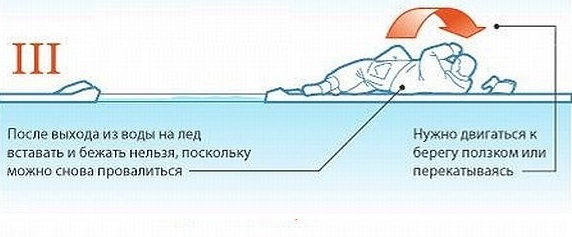 III
После выхода из воды на лед
вставать и бежать нельзя, поскольку
можно снова провалиться
Нужно двигаться к
берегу ползком или
перекатываясь